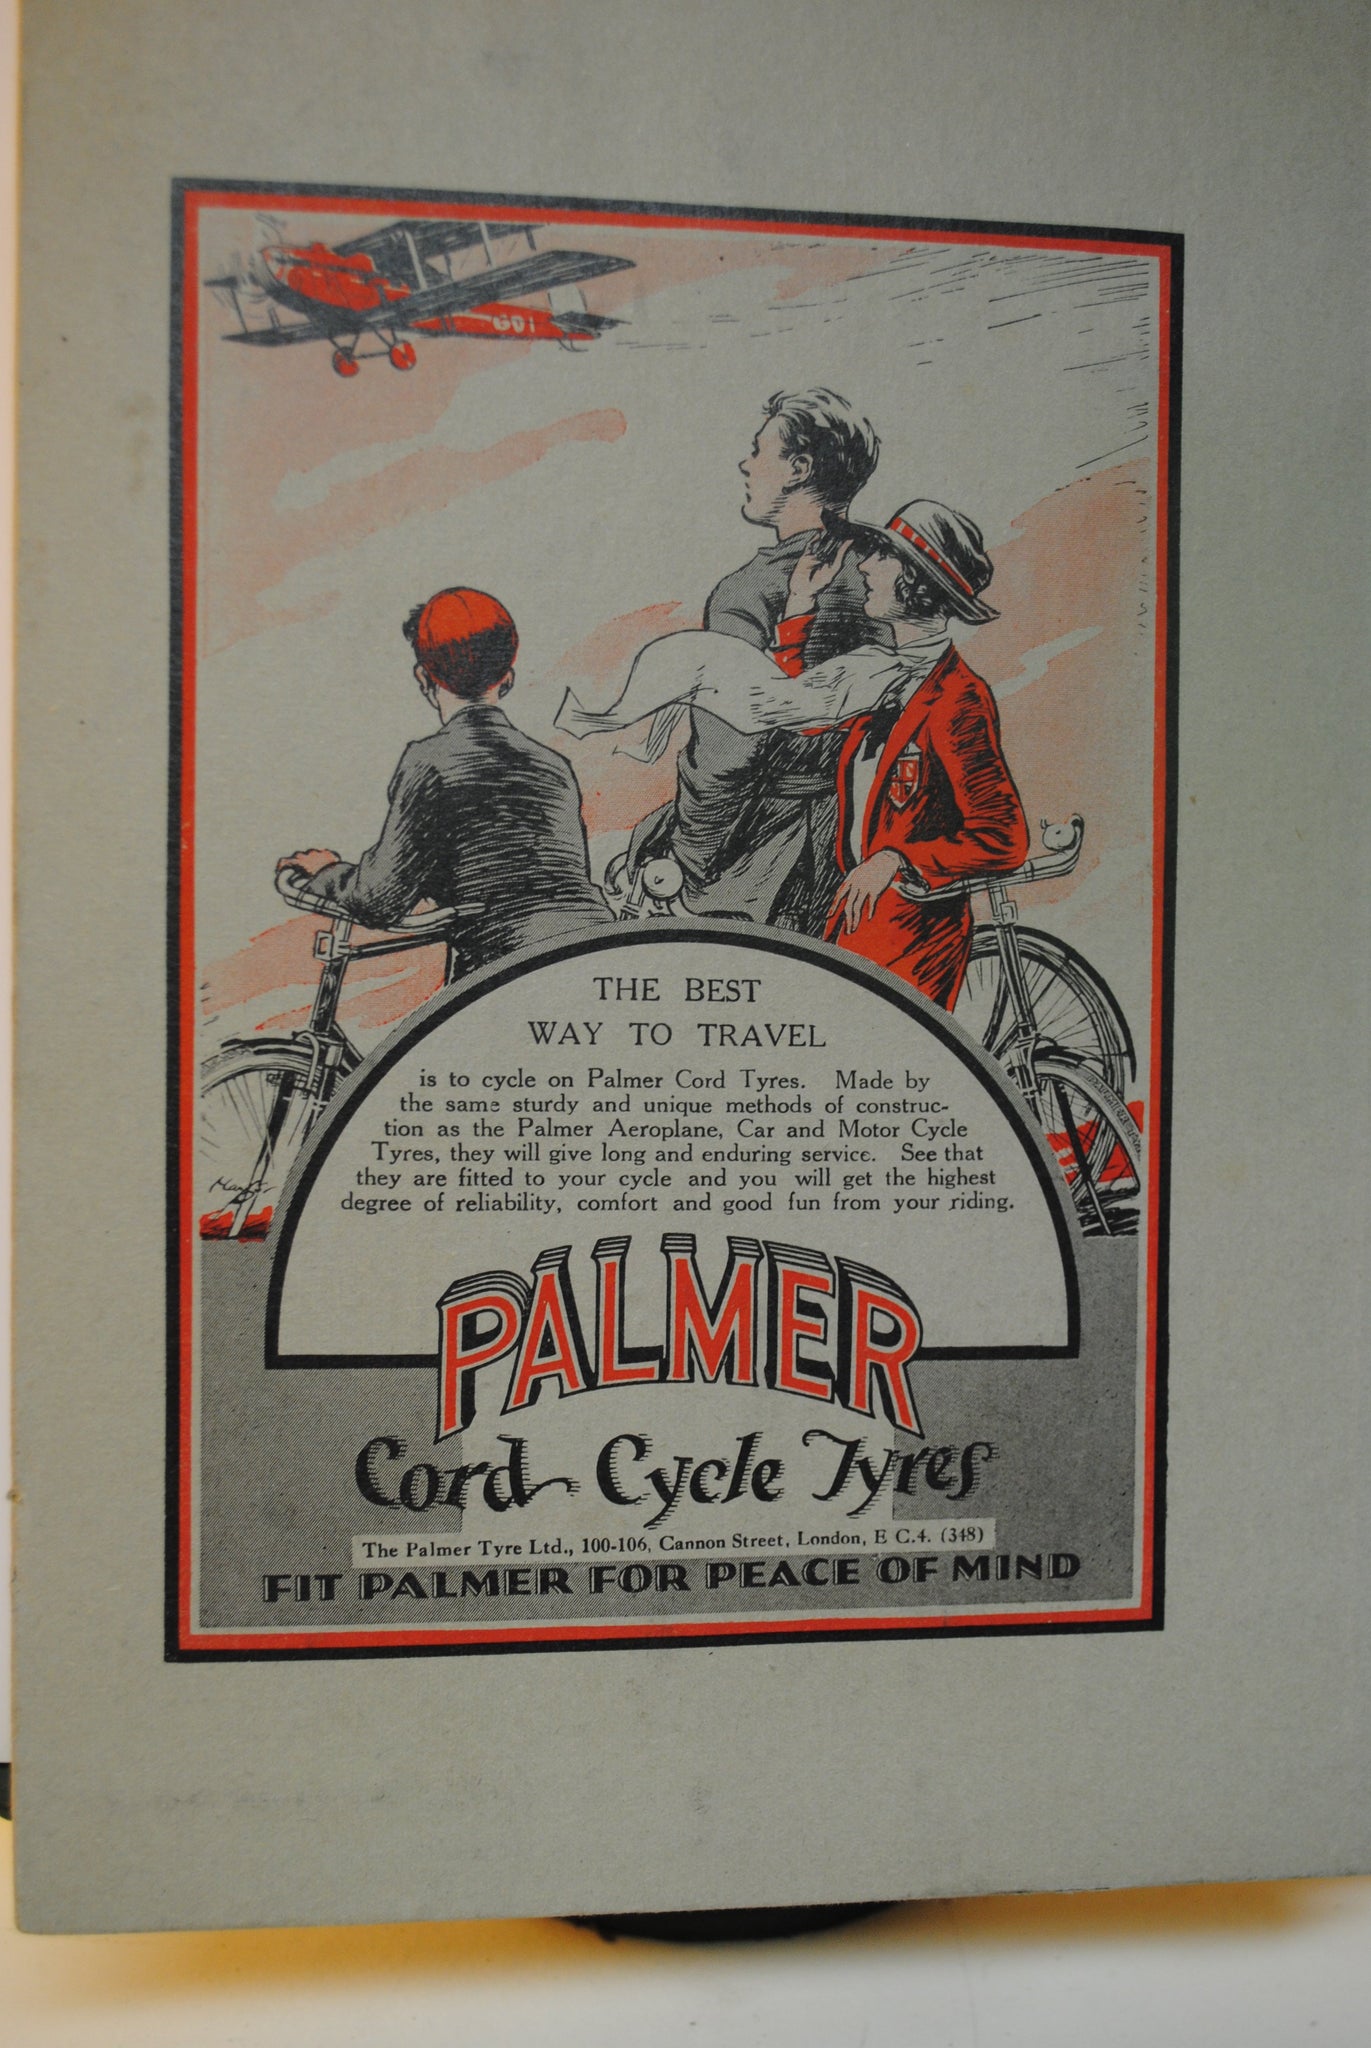 THE BEST
WAY TO TRAVEL
is to cycle on Palmer Cord Tyres. Made by
the same sturdy and unique methods of construc-
tion as the Palmer Aeroplane, Car and Motor Cycle
Tyres, they will give long and enduring service. See that
they are fitted to your cycle and you will get the highest
degree of reliability, comfort and good fun from your riding.
PALMER
Cord Cycle Tyres
The Palmer Tyre Ltd., 100-106, Cannon Street, London, E C.4. (348)
FIT PALMER FOR PEACE OF MIND